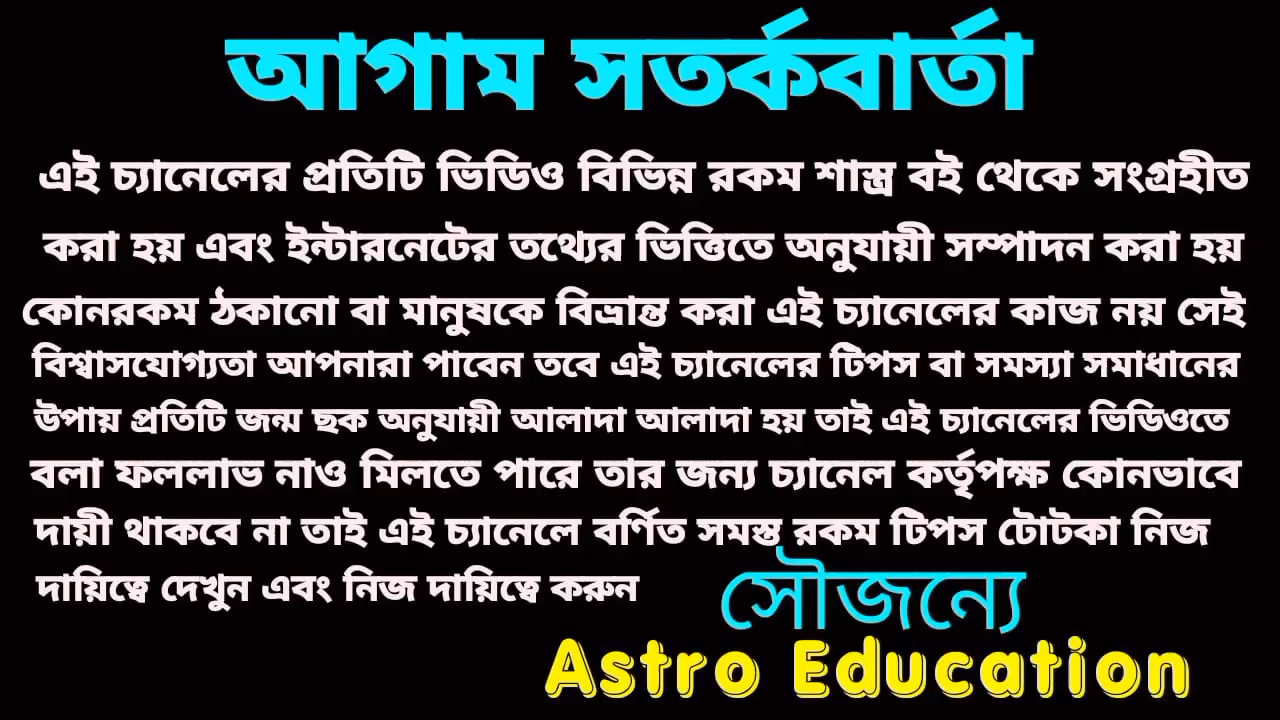 আগাম সতর্কবার্তা
এই চ্যানেলের প্রতিটি ভিডিও বিভিন্ন রকম শাস্ত্র বই থেকে সংগ্রহীত
করা হয় এবং ইন্টারনেটের তথ্যের ভিত্তিতে অনুযায়ী সম্পাদন করা হয়
কোনরকম ঠকানো বা মানুষকে বিভ্রান্ত করা এই চ্যানেলের কাজ নয় সেই
বিশ্বাসযোগ্যতা আপনারা পাবেন তবে এই চ্যানেলের টিপস বা সমস্যা সমাধানের
উপায় প্রতিটি জন্ম ছক অনুযায়ী আলাদা আলাদা হয় তাই এই চ্যানেলের ভিডিওতে
বলা ফললাভ নাও মিলতে পারে তার জন্য চ্যানেল কর্তৃপক্ষ কোনভাবে
দায়ী থাকবে না তাই এই চ্যানেলে বর্ণিত সমস্ত রকম টিপস টোটকা নিজ
দায়িত্বে দেখুন এবং নিজ দায়িত্বে করুন
সৌজন্যে
Astro Education